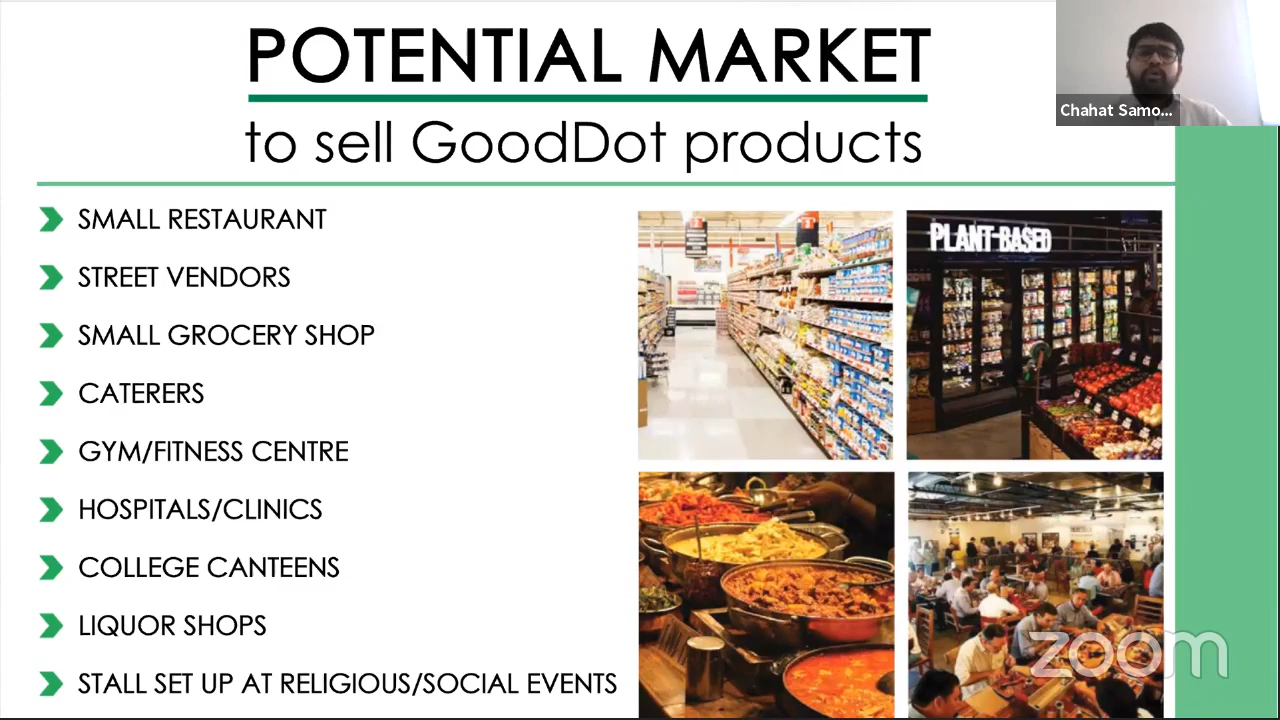 POTENTIAL MARKET
to sell GoodDot products
Chahat Samo...
SMALL RESTAURANT
STREET VENDORS
SMALL GROCERY SHOP
CATERERS
GYM/FITNESS CENTRE
HOSPITALS/CLINICS
COLLEGE CANTEENS
LIQUOR SHOPS
STALL SET UP AT RELIGIOUS/SOCIAL EVENTS
PLANT-BASED
zoom